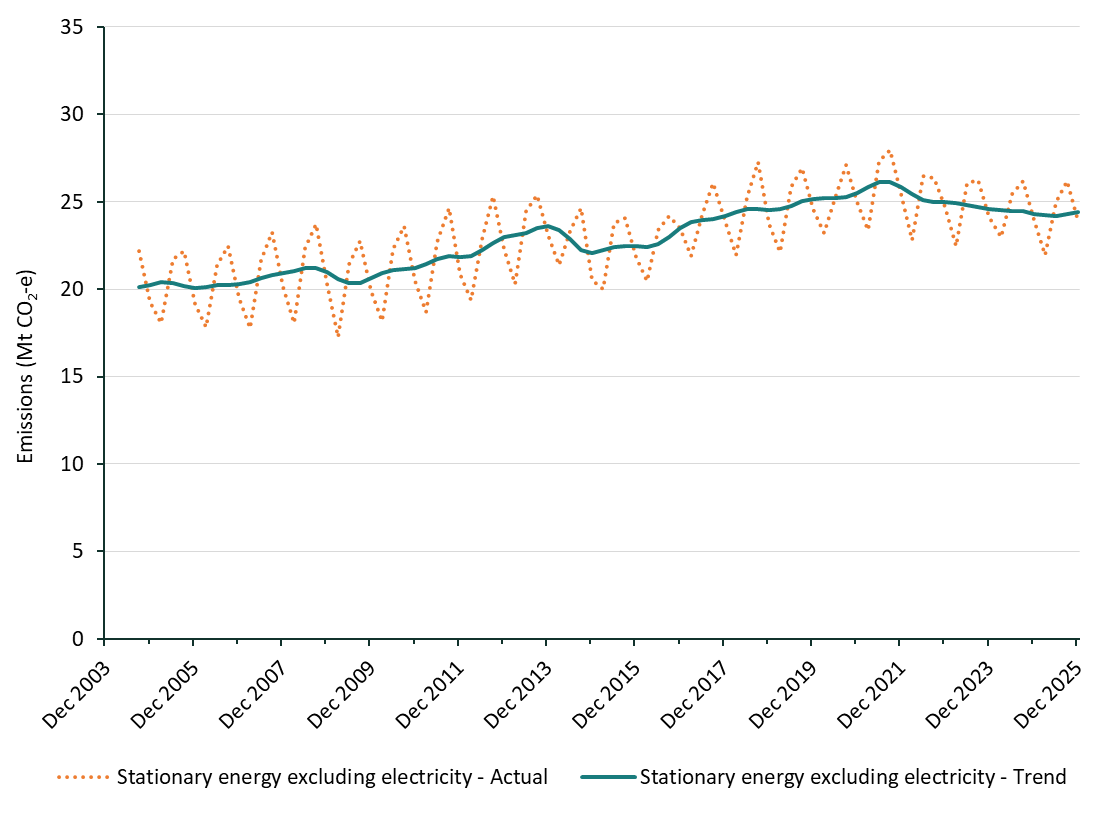 35
30
25
20
15
10
5
0
Emissions (Mt CO₂-e)
Dec 2003
Dec 2005
Dec 2007
Dec 2009
Dec 2011
Dec 2013
Dec 2015
Dec 2017
Dec 2019
Dec 2021
Dec 2023
Dec 2025
Stationary energy excluding electricity - Actual
Stationary energy excluding electricity - Trend